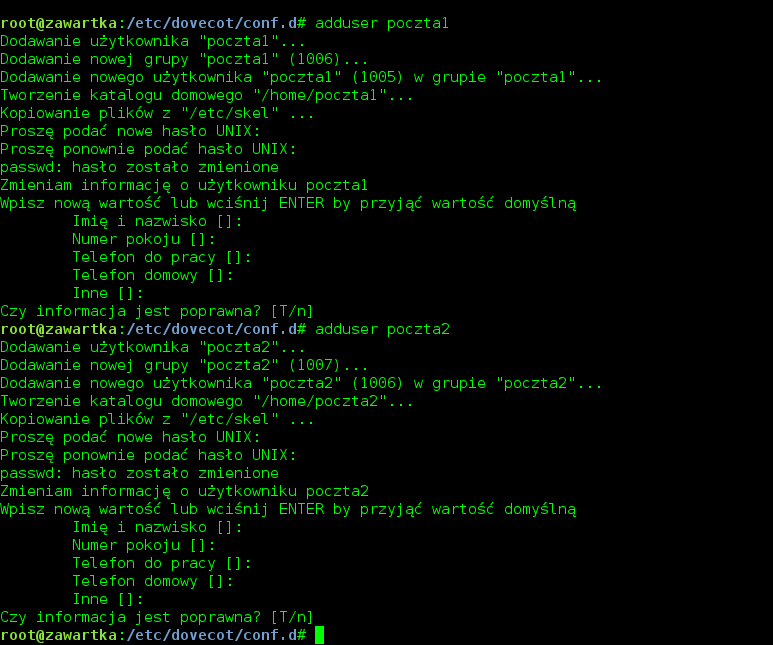 root@zawartka:/etc/dovecot/conf.d# adduser poczta1
Dodawanie użytkownika "poczta1"...
Dodawanie nowej grupy "poczta1" (1006)...
Dodawanie nowego użytkownika "poczta1" (1005) w grupie "poczta1"...
Tworzenie katalogu domowego "/home/poczta1"...
Kopiowanie plików z "/etc/skel" ...
Proszę podać nowe hasło UNIX:
Proszę ponownie podać hasło UNIX:
passwd: hasło zostało zmienione
Zmieniam informację o użytkowniku poczta1
Wpisz nową wartość lub wciśnij ENTER by przyjąć wartość domyślną
        Imię i nazwisko []:
        Numer pokoju []:
        Telefon do pracy []:
        Telefon domowy []:
        Inne []:
Czy informacja jest poprawna? [T/n]
root@zawartka:/etc/dovecot/conf.d# adduser poczta2
Dodawanie użytkownika "poczta2"...
Dodawanie nowej grupy "poczta2" (1007)...
Dodawanie nowego użytkownika "poczta2" (1006) w grupie "poczta2"...
Tworzenie katalogu domowego "/home/poczta2"...
Kopiowanie plików z "/etc/skel" ...
Proszę podać nowe hasło UNIX:
Proszę ponownie podać hasło UNIX:
passwd: hasło zostało zmienione
Zmieniam informację o użytkowniku poczta2
Wpisz nową wartość lub wciśnij ENTER by przyjąć wartość domyślną
        Imię i nazwisko []:
        Numer pokoju []:
        Telefon do pracy []:
        Telefon domowy []:
        Inne []:
Czy informacja jest poprawna? [T/n]
root@zawartka:/etc/dovecot/conf.d#